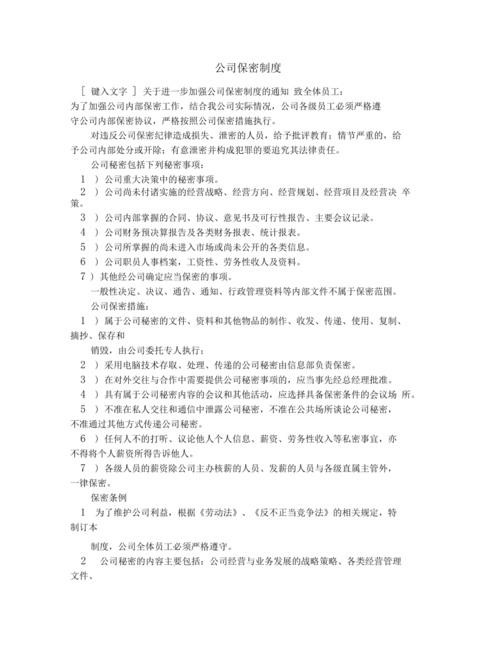 公司保密制度
[ 键入文字 ] 关于进一步加强公司保密制度的通知 致全体员工：
为了加强公司内部保密工作，结合我公司实际情况，公司各级员工必须严格遵
守公司内部保密协议，严格按照公司保密措施执行。
对违反公司保密纪律造成损失、泄密的人员，给予批评教育；情节严重的，给
予公司内部处分或开除；有意泄密并构成犯罪的要追究其法律责任。
公司秘密包括下列秘密事项：
1 ）公司重大决策中的秘密事项。
2 ）公司尚未付诸实施的经营战略、经营方向、经营规划、经营项目及经营决 卒
策。
3 ）公司内部掌握的合同、协议、意见书及可行性报告、主要会议记录。
4 ）公司财务预决算报告及各类财务报表、统计报表。
5 ）公司所掌握的尚未进入市场或尚未公开的各类信息。
6 ）公司职员人事档案，工资性、劳务性收人及资料。
7 ）其他经公司确定应当保密的事项。
一般性决定、决议、通告、通知、行政管理资料等内部文件不属于保密范围。
公司保密措施：
1 ）属于公司秘密的文件、资料和其他物品的制作、收发、传递、使用、复制、
摘抄、保存和
销毁，由公司委托专人执行；
2 ）采用电脑技术存取、处理、传递的公司秘密由信息部负责保密。
3 ）在对外交往与合作中需要提供公司秘密事项的，应当事先经总经理批准。
4 ）具有属于公司秘密内容的会议和其他活动，应选择具备保密条件的会议场 所。
5 ）不准在私人交往和通信中泄露公司秘密，不准在公共场所谈论公司秘密，
不准通过其他方式传递公司秘密。
6 ）任何人不的打听、议论他人个人信息、薪资、劳务性收入等私密事宜，亦
不得将个人薪资所得告诉他人。
7 ）各级人员的薪资除公司主办核薪的人员、发薪的人员与各级直属主管外，
一律保密。
保密条例
1 为了维护公司利益，根据《劳动法》、《反不正当竞争法》的相关规定，特
制订本
制度，公司全体员工必须严格遵守。
2 公司秘密的内容主要包括：公司经营与业务发展的战略策略、各类经营管理
文件、